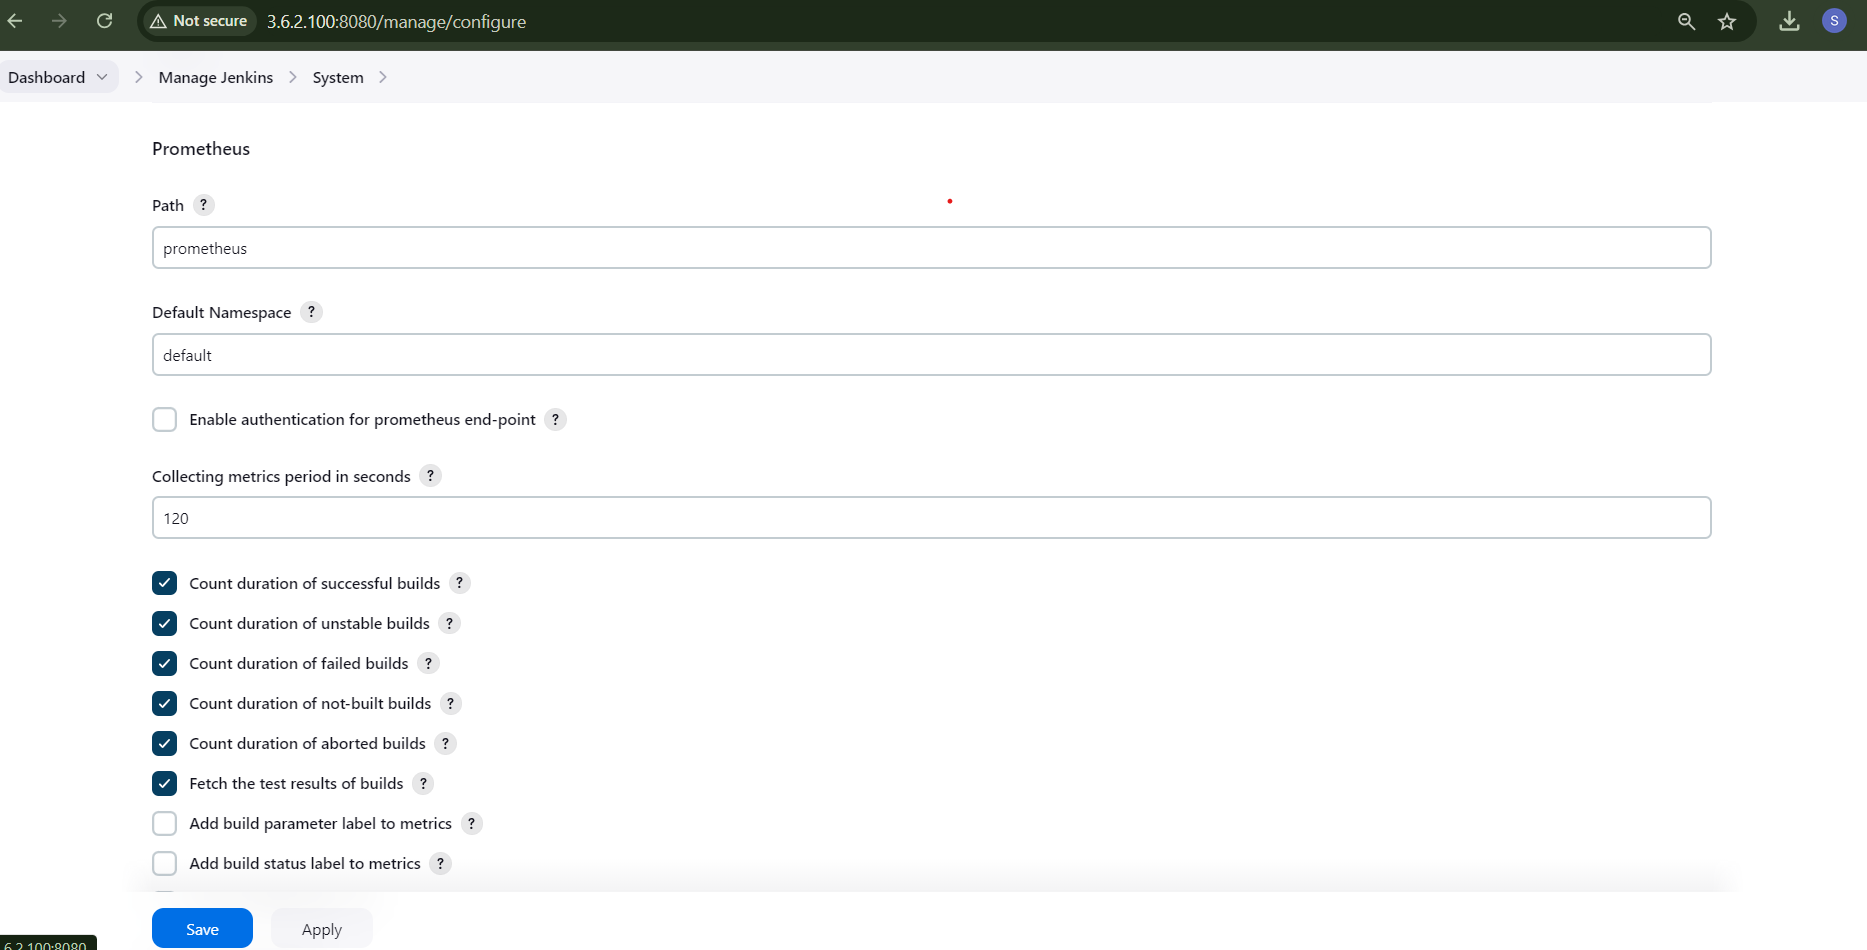 Not secure 3.6.2.100:8080/manage/configure S
Dashboard Manage Jenkins System
Prometheus
Path ?
prometheus
Default Namespace ?
default
Enable authentication for prometheus end-point ?
Collecting metrics period in seconds ?
120
Count duration of successful builds ?
Count duration of unstable builds ?
Count duration of failed builds ?
Count duration of not-built builds ?
Count duration of aborted builds ?
Fetch the test results of builds ?
Add build parameter label to metrics ?
Add build status label to metrics ?
Save Apply
6.2.100:8080